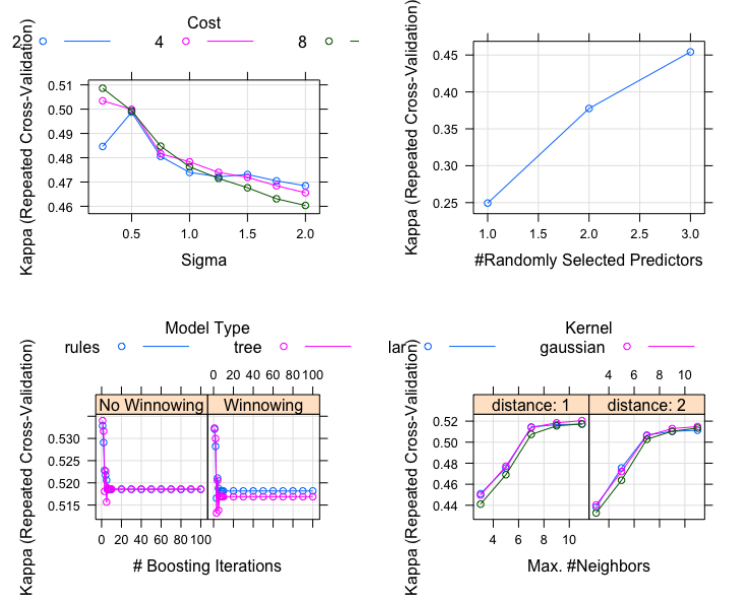 Cost
2 4 8
Kappa (Repeated Cross-Validation)
0.51
0.50
0.49
0.48
0.47
0.46
0.5 1.0 1.5 2.0
Sigma
Kappa (Repeated Cross-Validation)
0.45
0.40
0.35
0.30
0.25
1.0 1.5 2.0 2.5 3.0
#Randomly Selected Predictors
Model Type
rules tree
0 20 40 60 80 100
No Winnowing Winnowing
Kappa (Repeated Cross-Validation)
0.530
0.525
0.520
0.515
0 20 40 60 80 100
# Boosting Iterations
Kernel
gaussian
4 6 8 10
distance: 1 distance: 2
Kappa (Repeated Cross-Validation)
0.52
0.50
0.48
0.46
0.44
4 6 8 10
Max. #Neighbors